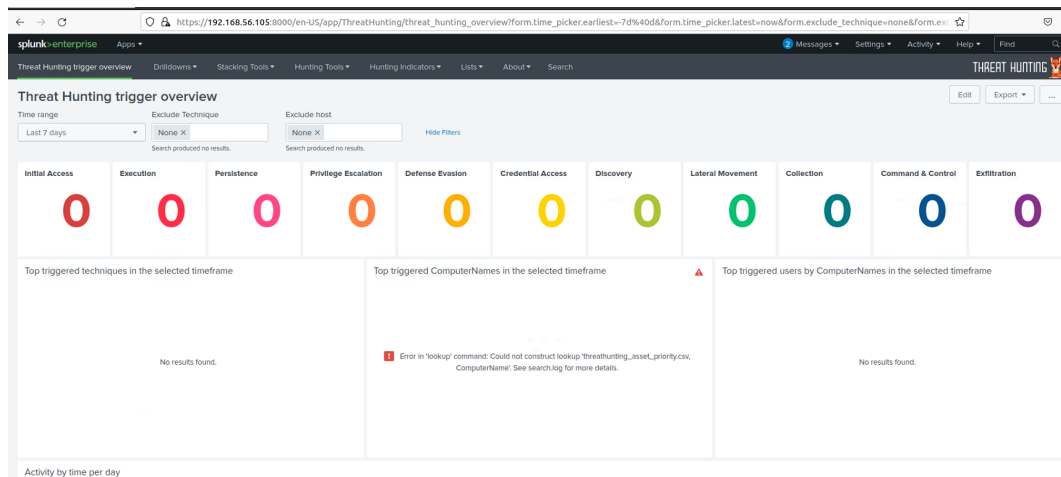 https://192.168.56.105:8000/en-US/app/ThreatHunting/threat_hunting_overview?form.time_picker.earliest=-7d%40d&form.time_picker.latest=now&form.exclude_technique=none&form.ex
splunk>enterprise Apps 2 Messages Settings Activity Help Find
Threat Hunting trigger overview Drilldowns Stacking Tools Hunting Tools Hunting Indicators Lists About Search THREAT HUNTING
Threat Hunting trigger overview Edit Export ...
Time range Exclude Technique Exclude host
Last 7 days None × None × Hide Filters
Search produced no results. Search produced no results.
Initial Access Execution Persistence Privilege Escalation Defense Evasion Credential Access Discovery Lateral Movement Collection Command & Control Exfiltration
0 0 0 0 0 0 0 0 0 0 0
Top triggered techniques in the selected timeframe Top triggered ComputerNames in the selected timeframe Top triggered users by ComputerNames in the selected timeframe
Error in 'lookup' command: Could not construct lookup 'threathunting_asset_priority.csv,
No results found. ComputerName'. See search.log for more details. No results found.
Activity by time per day